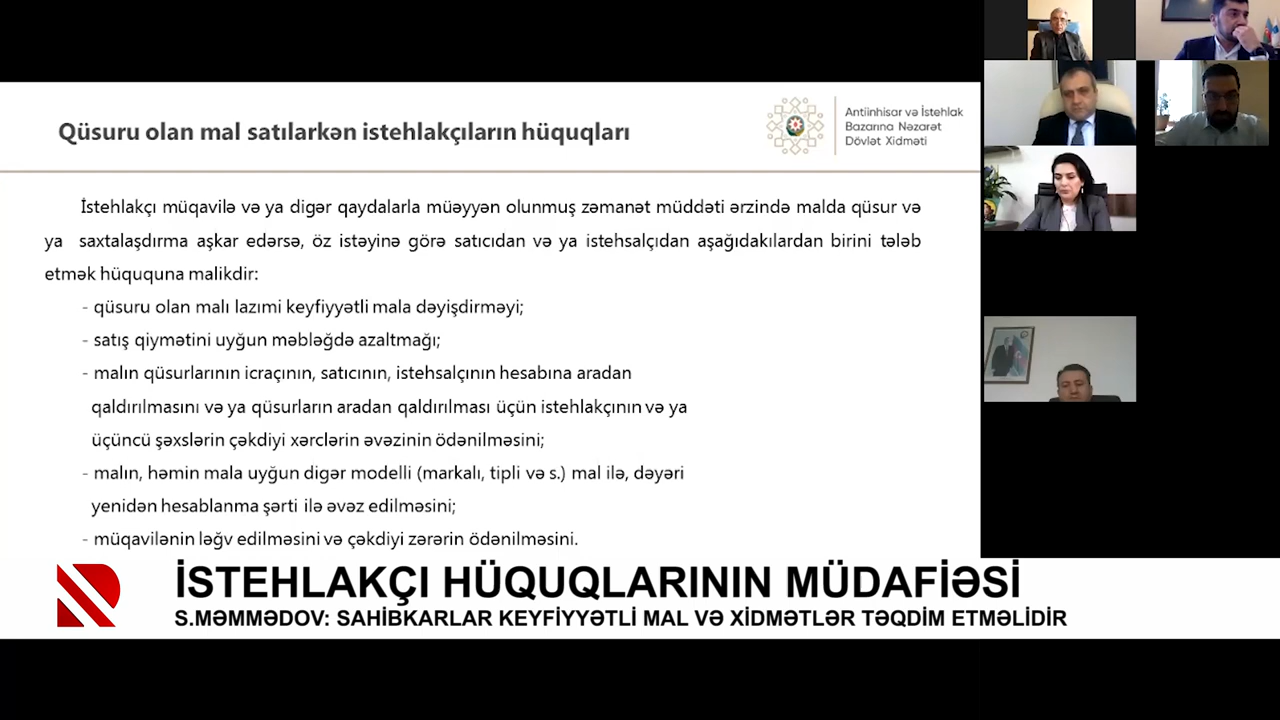 Qüsuru olan mal satılarkən istehlakçıların hüquqları
Antiinhisar və İstehlak
Bazarına Nəzarət
Dövlət Xidməti
İstehlakçı müqavilə və ya digər qaydalarla müəyyən olunmuş zəmanət müddəti ərzində malda qüsur və
ya saxtalaşdırma aşkar edərsə, öz istəyinə görə satıcıdan və ya istehsalçıdan aşağıdakılardan birini tələb
etmək hüququna malikdir:
- qüsuru olan malı lazımi keyfiyyətli mala dəyişdirməyi;
- satış qiymətini uyğun məbləğdə azaltmağı;
- malın qüsurlarının icraçının, satıcının, istehsalçının hesabına aradan
qaldırılmasını və ya qüsurların aradan qaldırılması üçün istehlakçının və ya
üçüncü şəxslərin çəkdiyi xərclərin əvəzinin ödənilməsini;
- malın, həmin mala uyğun digər modelli (markalı, tipli və s.) mal ilə, dəyəri
yenidən hesablanma şərti ilə əvəz edilməsini;
- müqavilənin ləğv edilməsini və çəkdiyi zərərin ödənilməsini.
İSTEHLAKÇI HÜQUQLARININ MÜDAFİƏSİ
S.MƏMMƏDOV: SAHİBKARLAR KEYFİYYƏTLİ MAL VƏ XİDMƏTLƏR TƏQDİM ETMƏLİDİR